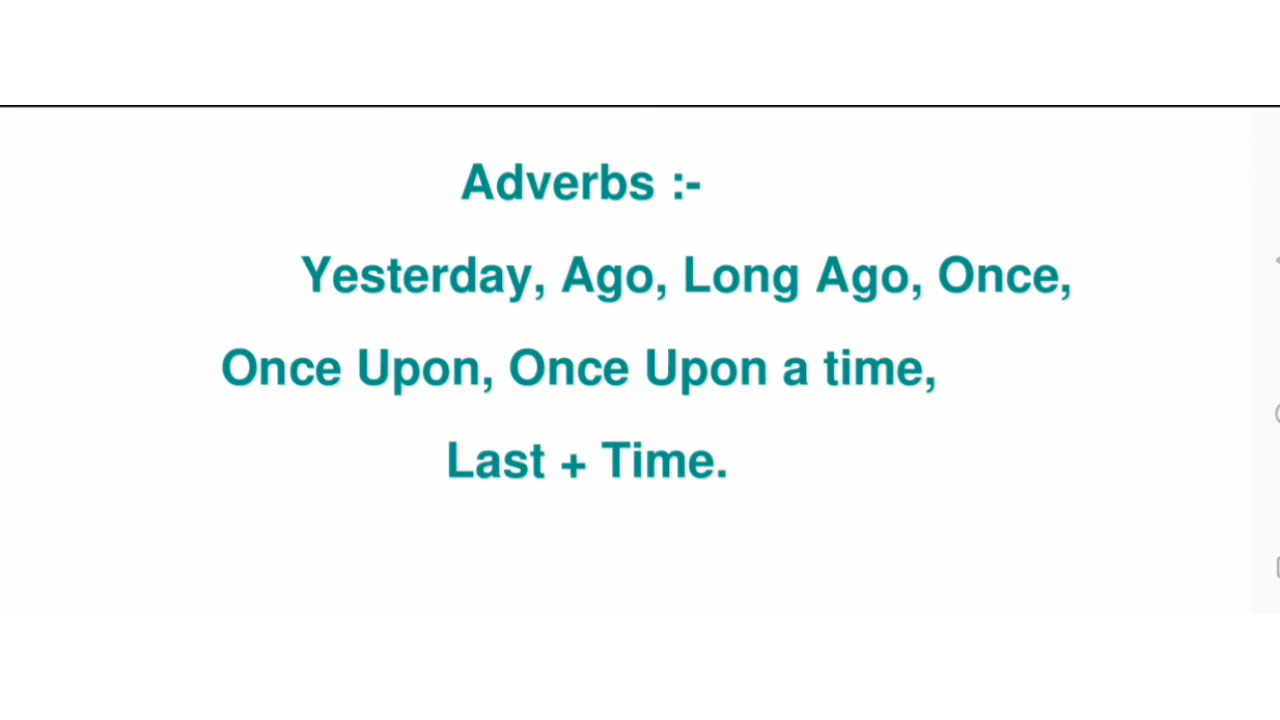 Adverbs :-
Yesterday, Ago, Long Ago, Once,
Once Upon, Once Upon a time,
Last + Time.